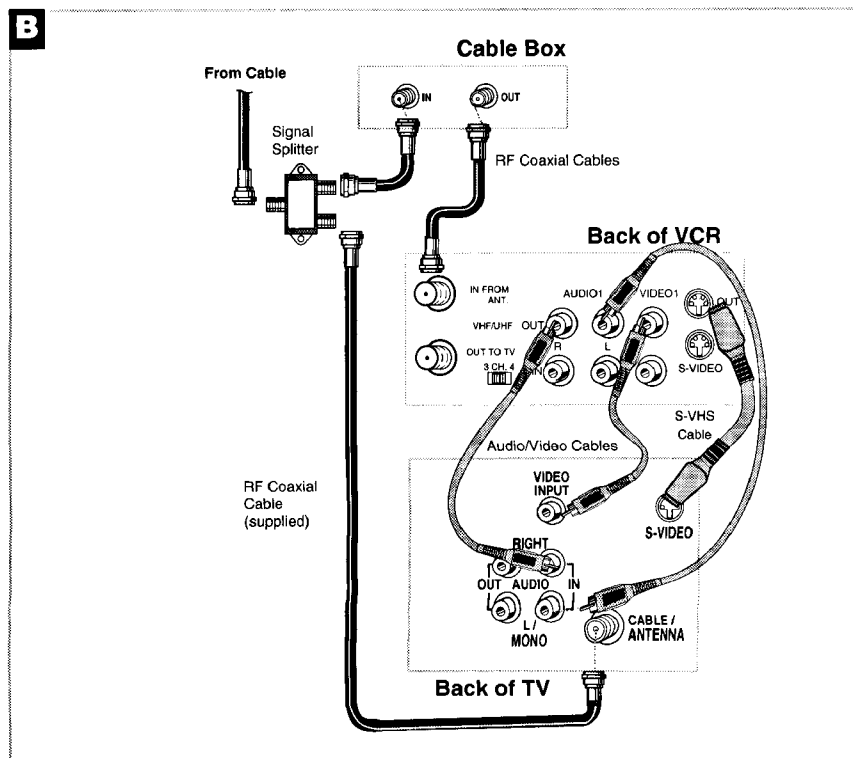 B
Cable Box
From Cable
IN
OUT
Signal
Splitter
RF Coaxial Cables
Back of VCR
IN FROM
ANT.
AUDIO1
VIDEO1
OUT
VHF/UHF
OUT
R
L
OUT TO TV
3 CH. 4
IN
S-VIDEO
S-VHS
Cable
Audio/Video Cables
RF Coaxial
Cable
(supplied)
VIDEO
INPUT
S-VIDEO
RIGHT
OUT
AUDIO
IN
L /
MONO
CABLE /
ANTENNA
Back of TV